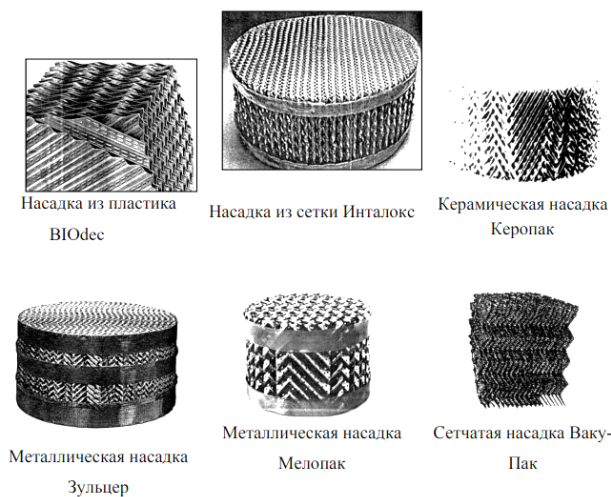 Насадка из пластика
BIOdec
Насадка из сетки Инталокс
Керамическая насадка
Керопак
Металлическая насадка
Зульцер
Металлическая насадка
Мелопак
Сетчатая насадка Ваку-
Пак